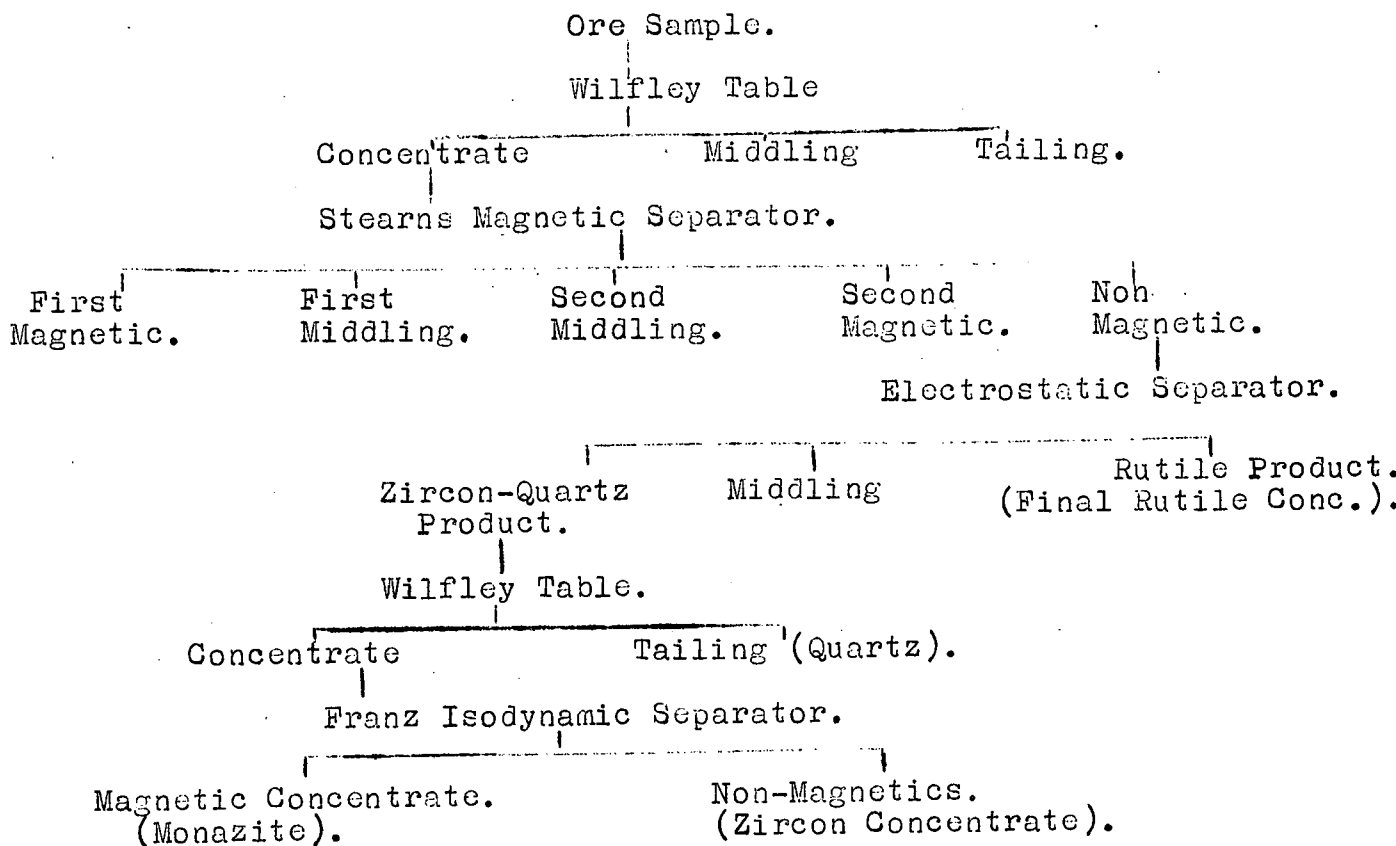 Ore Sample.
Wilfley Table
Concentrate Middling Tailing.
Stearns Magnetic Separator.
First First Second Second Non
Magnetic. Middling. Middling. Magnetic. Magnetic.
Electrostatic Separator.
Rutile Product.
Zircon-Quartz Middling (Final Rutile Conc.).
Product.
Wilfley Table.
Concentrate Tailing (Quartz).
Franz Isodynamic Separator.
Magnetic Concentrate. Non-Magnetics.
(Monazite). (Zircon Concentrate).